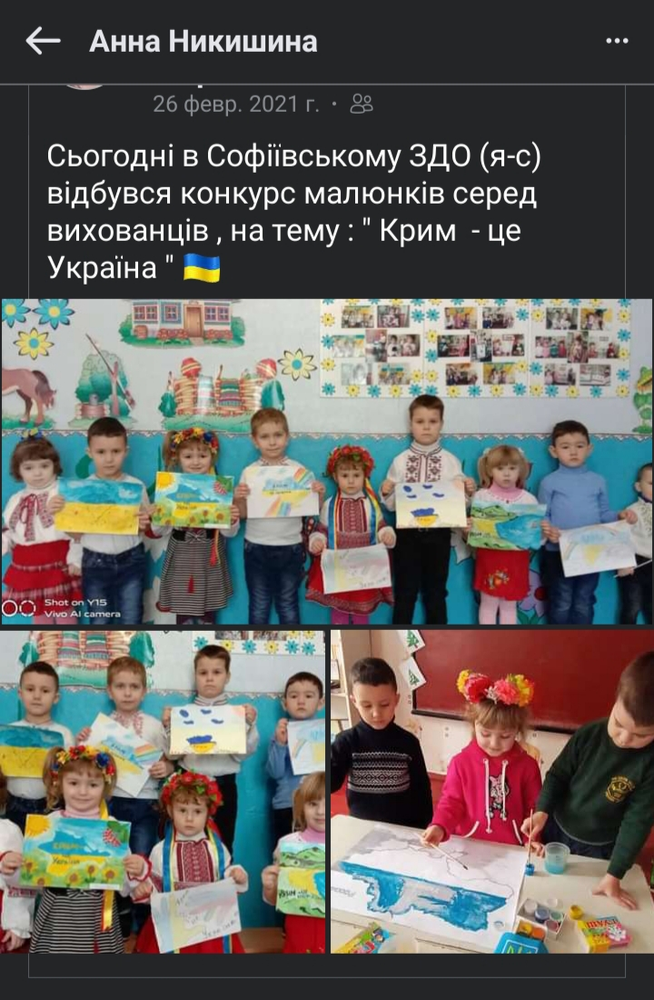 Анна Никишина
26 февр. 2021 г.
Сьогодні в Софіївському ЗДО (я-с)
відбувся конкурс малюнків серед
вихованців , на тему : " Крим - це
Україна " 🇺🇦
Shot on Y15
Vivo AI camera